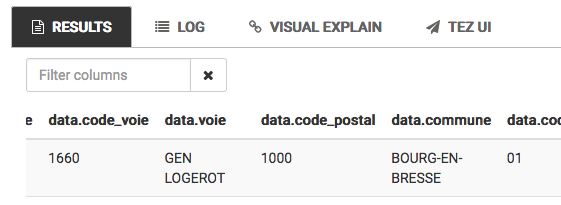 RESULTS LOG VISUAL EXPLAIN TEZ UI
Filter columns
e data.code_voie data.voie data.code_postal data.commune data.coc
1660 GEN 1000 BOURG-EN- 01
LOGEROT BRESSE